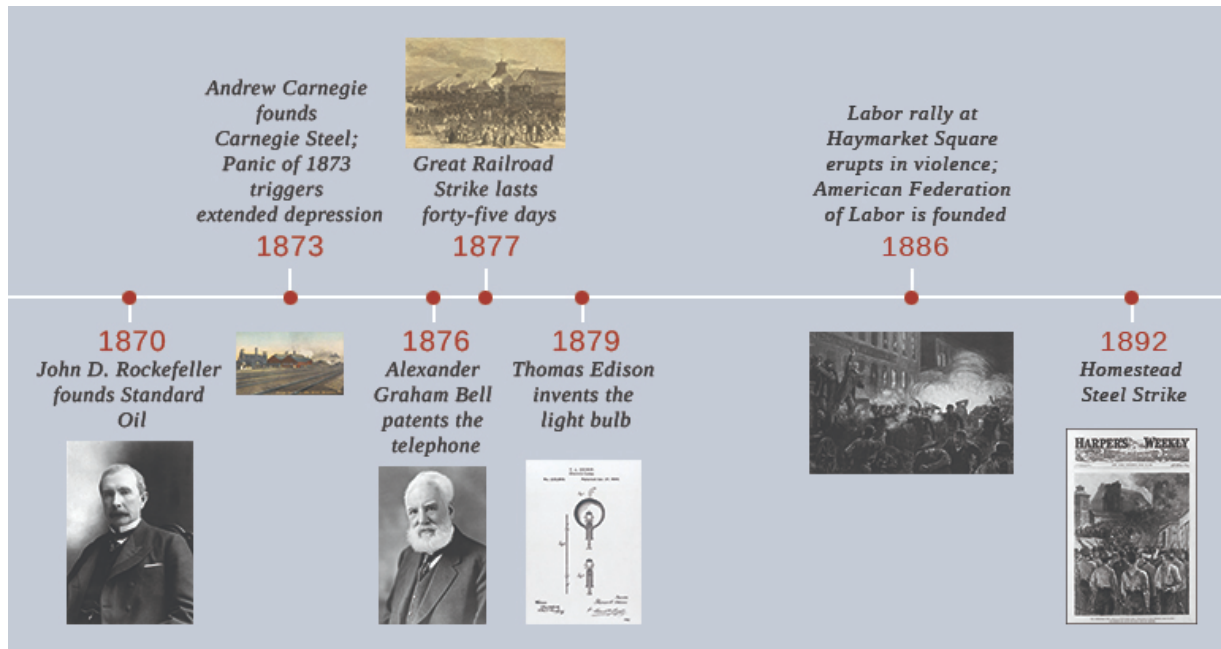 Andrew Carnegie
founds
Carnegie Steel;
Panic of 1873
triggers
extended depression
1873
Great Railroad
Strike lasts
forty-five days
1877
Labor rally at
Haymarket Square
erupts in violence;
American Federation
of Labor is founded
1886
1870
John D. Rockefeller
founds Standard
Oil
1876
Alexander
Graham Bell
patents the
telephone
1879
Thomas Edison
invents the
light bulb
1892
Homestead
Steel Strike
HARPER'S WEEKLY